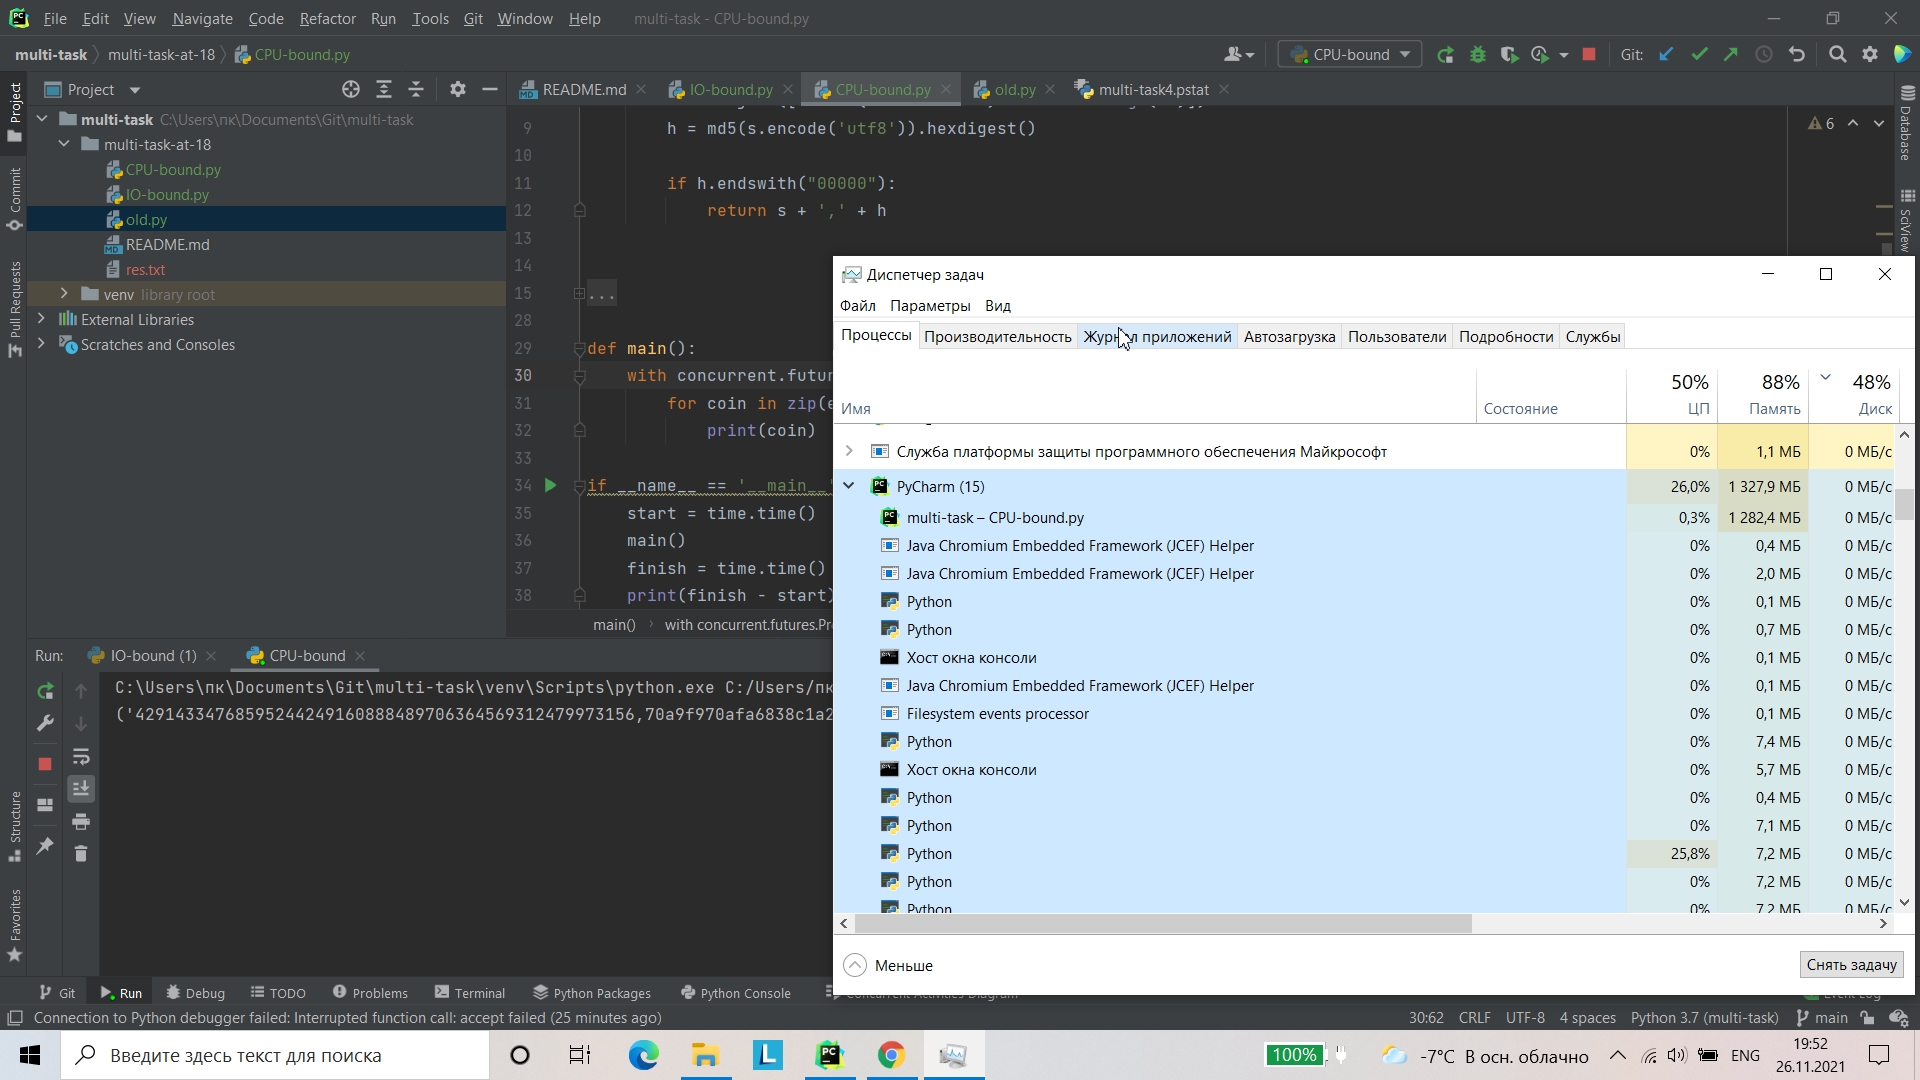 File Edit View Navigate Code Refactor Run Tools Git Window Help multi-task - CPU-bound.py
multi-task multi-task-at-18 CPU-bound.py CPU-bound Git:
Project README.md IO-bound.py CPU-bound.py old.py multi-task4.pstat
multi-task C:\Users\пк\Documents\Git\multi-task
multi-task-at-18
CPU-bound.py
IO-bound.py
old.py
README.md
res.txt
venv library root
External Libraries
Scratches and Consoles
Project
Commit
Pull Requests
Structure
Favorites
Database
SciView
6
9 h = md5(s.encode('utf8')).hexdigest()
10
11 if h.endswith("00000"):
12 return s + ',' + h
13
14
15 ...
28
29 def main():
30 with concurrent.futur
31 for coin in zip(
32 print(coin)
33
34 if __name__ == '__main__'
35 start = time.time()
36 main()
37 finish = time.time()
38 print(finish - start)
main() with concurrent.futures.Pr
Run: IO-bound (1) CPU-bound
C:\Users\пк\Documents\Git\multi-task\venv\Scripts\python.exe C:/Users/пк
('42914334768595244249160888489706364569312479973156,70a9f970afa6838c1a2
Диспетчер задач
Файл Параметры Вид
Процессы Производительность Журнал приложений Автозагрузка Пользователи Подробности Службы
50% 88% 48%
Имя Состояние ЦП Память Диск
Служба платформы защиты программного обеспечения Майкрософт 0% 1,1 МБ 0 МБ/с
PyCharm (15) 26,0% 1 327,9 МБ 0 МБ/с
multi-task – CPU-bound.py 0,3% 1 282,4 МБ 0 МБ/с
Java Chromium Embedded Framework (JCEF) Helper 0% 0,4 МБ 0 МБ/с
Java Chromium Embedded Framework (JCEF) Helper 0% 2,0 МБ 0 МБ/с
Python 0% 0,1 МБ 0 МБ/с
Python 0% 0,7 МБ 0 МБ/с
Хост окна консоли 0% 0,1 МБ 0 МБ/с
Java Chromium Embedded Framework (JCEF) Helper 0% 0,1 МБ 0 МБ/с
Filesystem events processor 0% 0,1 МБ 0 МБ/с
Python 0% 7,4 МБ 0 МБ/с
Хост окна консоли 0% 5,7 МБ 0 МБ/с
Python 0% 0,4 МБ 0 МБ/с
Python 0% 7,1 МБ 0 МБ/с
Python 25,8% 7,2 МБ 0 МБ/с
Python 0% 7,2 МБ 0 МБ/с
Python 0% 7,2 МБ 0 МБ/с
Меньше Снять задачу
Git Run Debug TODO Problems Terminal Python Packages Python Console
Connection to Python debugger failed: Interrupted function call: accept failed (25 minutes ago) 30:62 CRLF UTF-8 4 spaces Python 3.7 (multi-task) main
Введите здесь текст для поиска 100% -7°C В осн. облачно ENG 19:52
26.11.2021